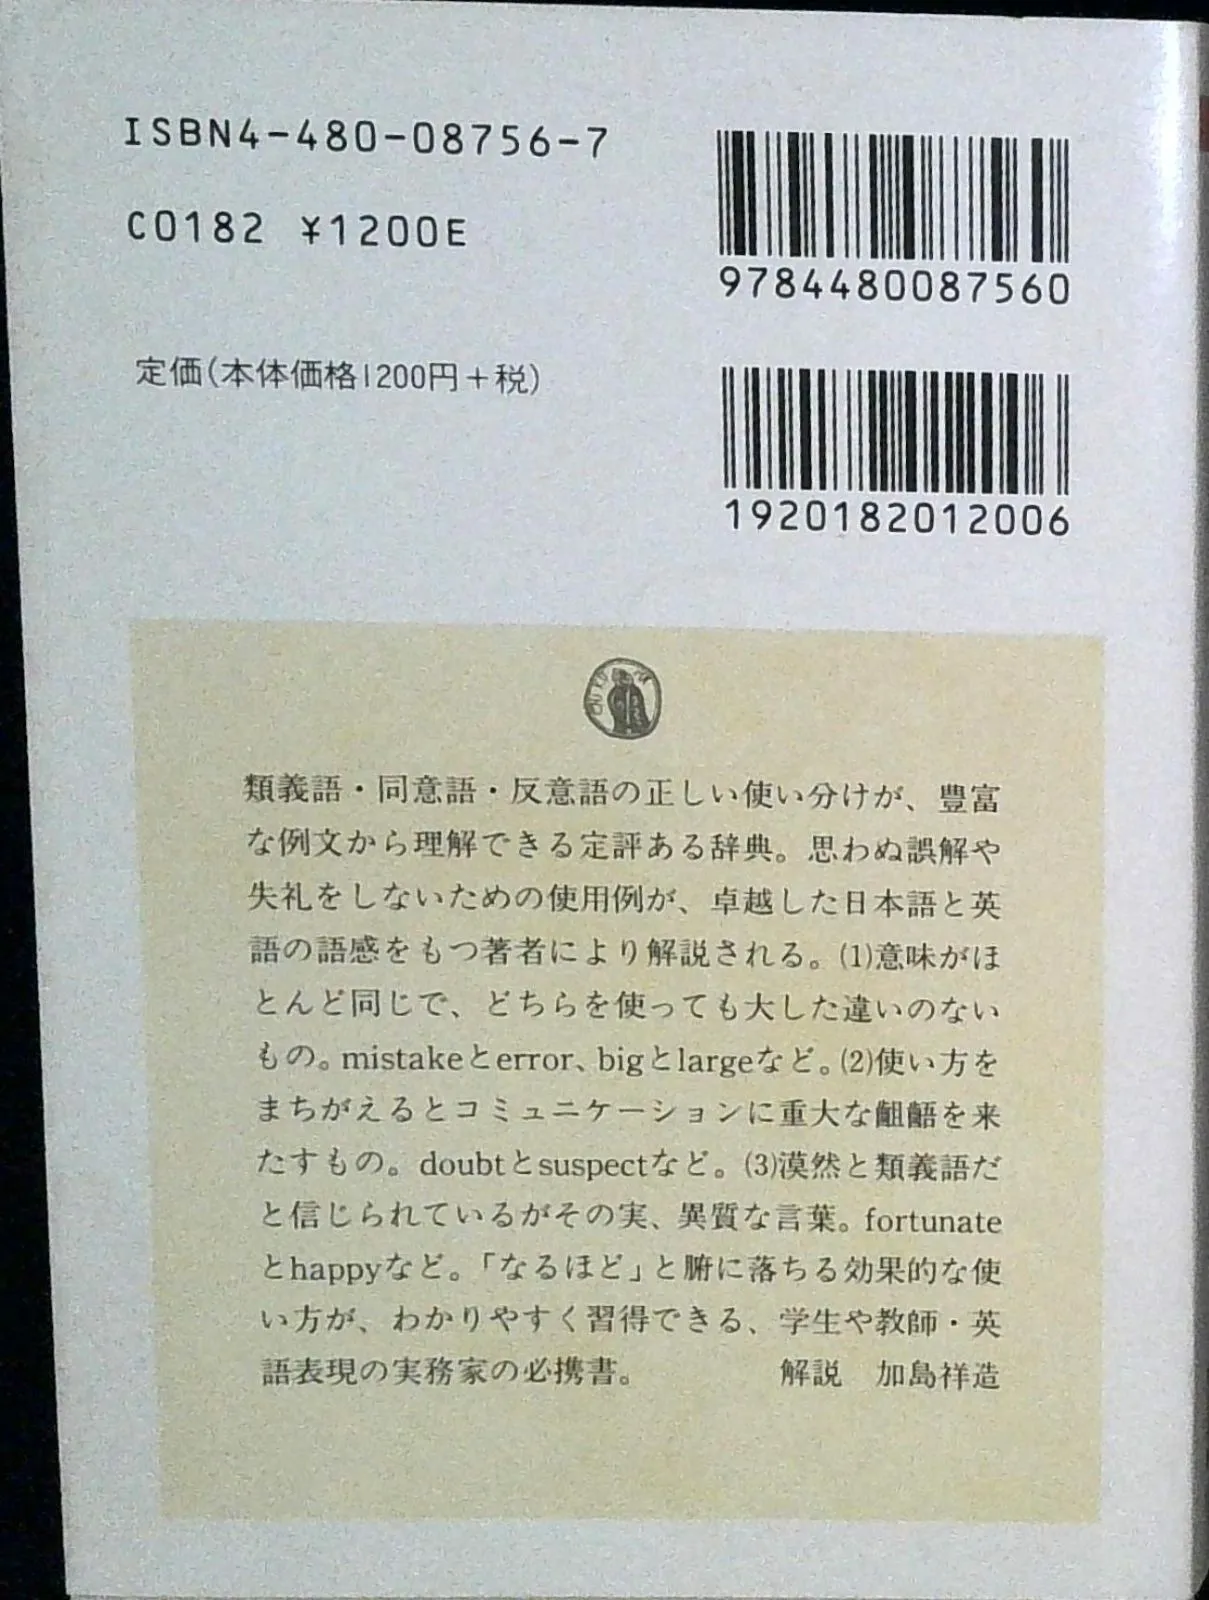 ISBN4-480-08756-7
C0182 ¥1200E
定価(本体価格1200円+税)
9784480087560
1920182012006
類義語・同意語・反意語の正しい使い分けが、豊富
な例文から理解できる定評ある辞典。思わぬ誤解や
失礼をしないための使用例が、卓越した日本語と英
語の語感をもつ著者により解説される。(1)意味がほ
とんど同じで、どちらを使っても大した違いのない
もの。mistakeとerror、bigとlargeなど。(2)使い方を
まちがえるとコミュニケーションに重大な齟齬を来
たすもの。doubtとsuspectなど。(3)漠然と類義語だ
と信じられているがその実、異質な言葉。fortunate
とhappyなど。「なるほど」と腑に落ちる効果的な使
い方が、わかりやすく習得できる、学生や教師・英
語表現の実務家の必携書。 解説 加島祥造